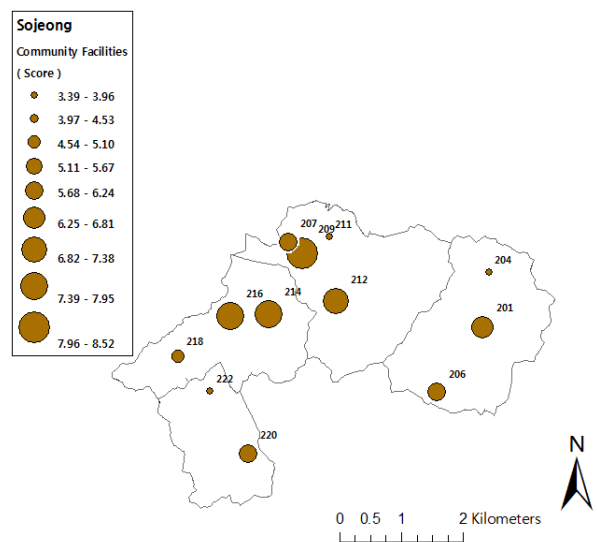 Sojeong
Community Facilities
( Score )
3.39 - 3.96
3.97 - 4.53
4.54 - 5.10
5.11 - 5.67
5.68 - 6.24
6.25 - 6.81
6.82 - 7.38
7.39 - 7.95
7.96 - 8.52
207
209
211
204
212
214
216
201
218
222
206
220
N
0 0.5 1 2 Kilometers